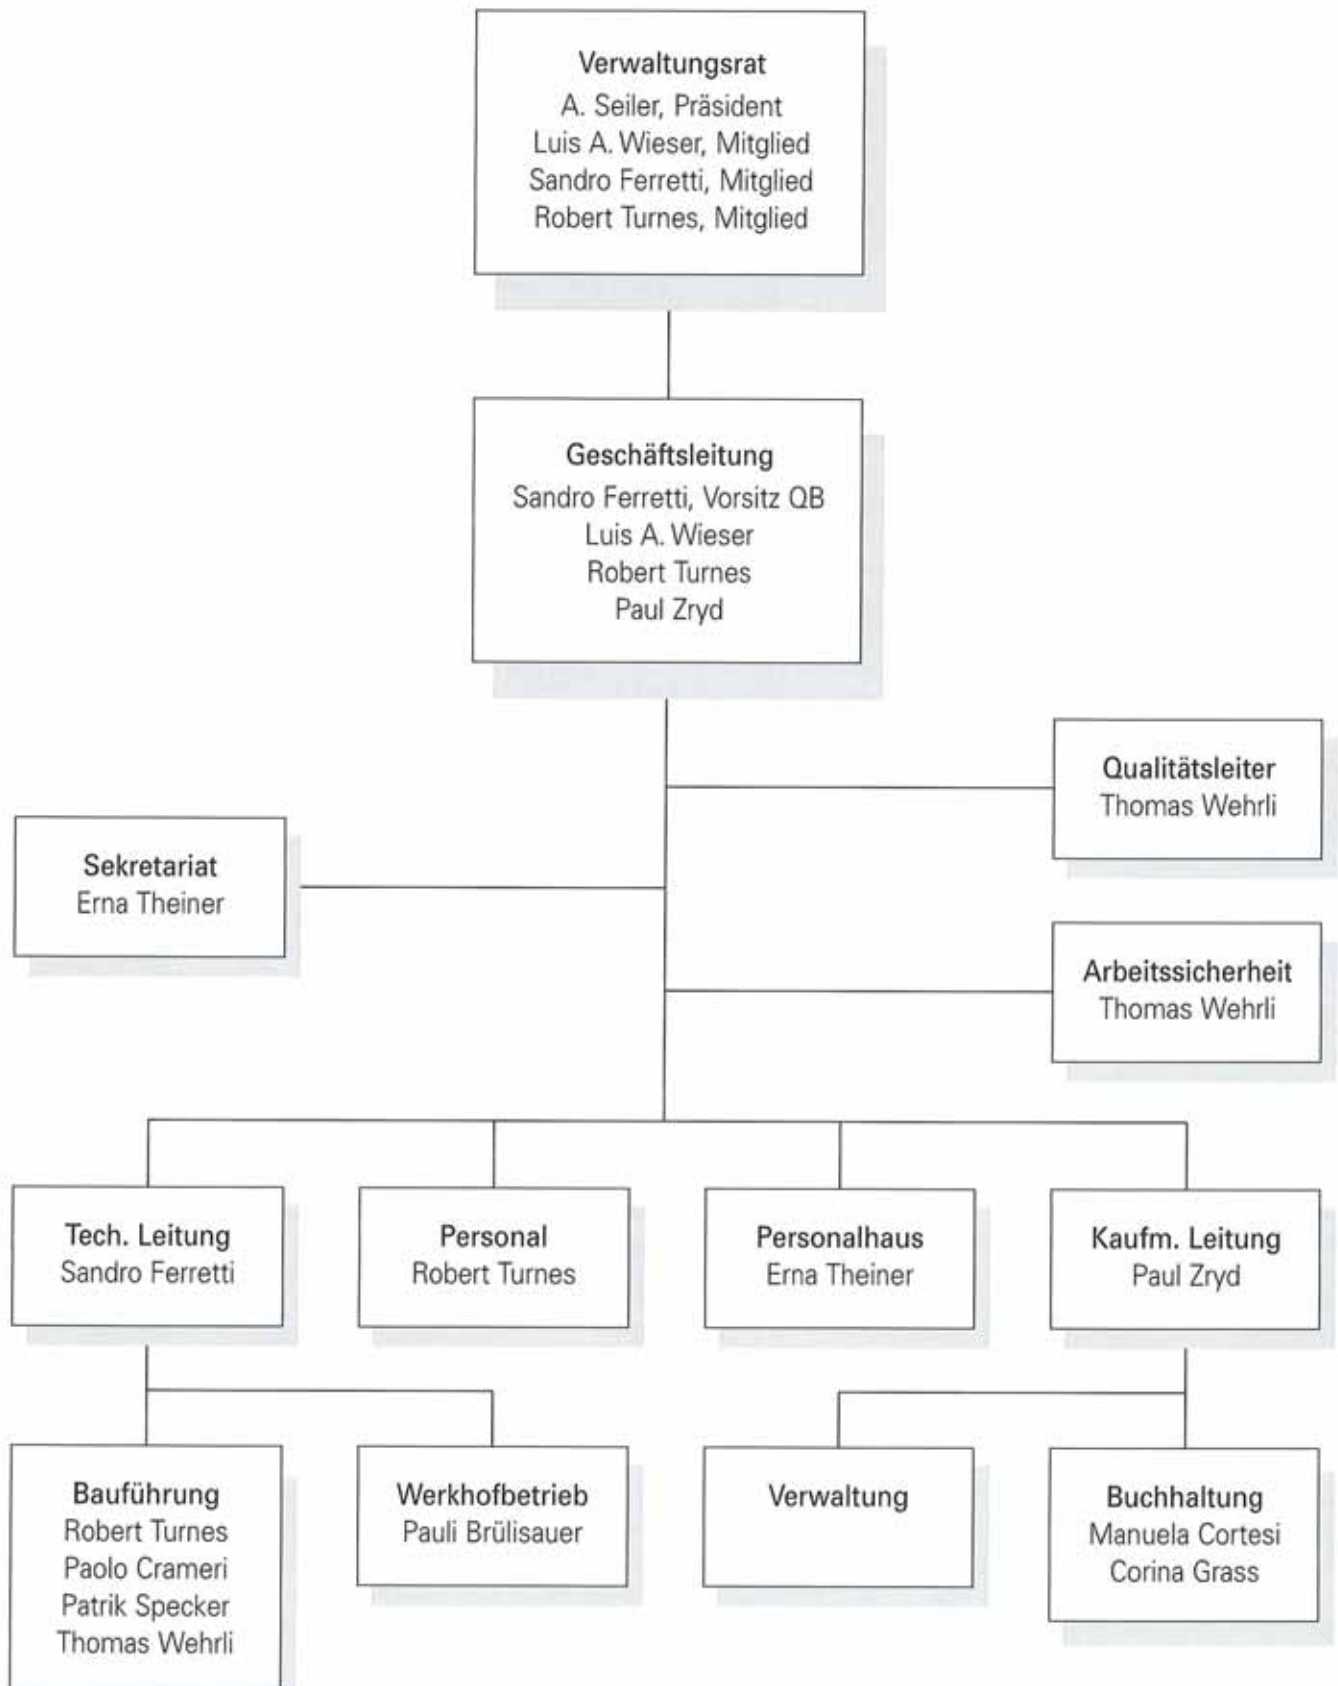 Verwaltungsrat
A. Seiler, Präsident
Luis A. Wieser, Mitglied
Sandro Ferretti, Mitglied
Robert Turnes, Mitglied
Geschäftsleitung
Sandro Ferretti, Vorsitz QB
Luis A. Wieser
Robert Turnes
Paul Zryd
Qualitätsleiter
Thomas Wehrli
Sekretariat
Erna Theiner
Arbeitssicherheit
Thomas Wehrli
Tech. Leitung
Sandro Ferretti
Personal
Robert Turnes
Personalhaus
Erna Theiner
Kaufm. Leitung
Paul Zryd
Bauführung
Robert Turnes
Paolo Crameri
Patrik Specker
Thomas Wehrli
Werkhofbetrieb
Pauli Brülisauer
Verwaltung
Buchhaltung
Manuela Cortesi
Corina Grass